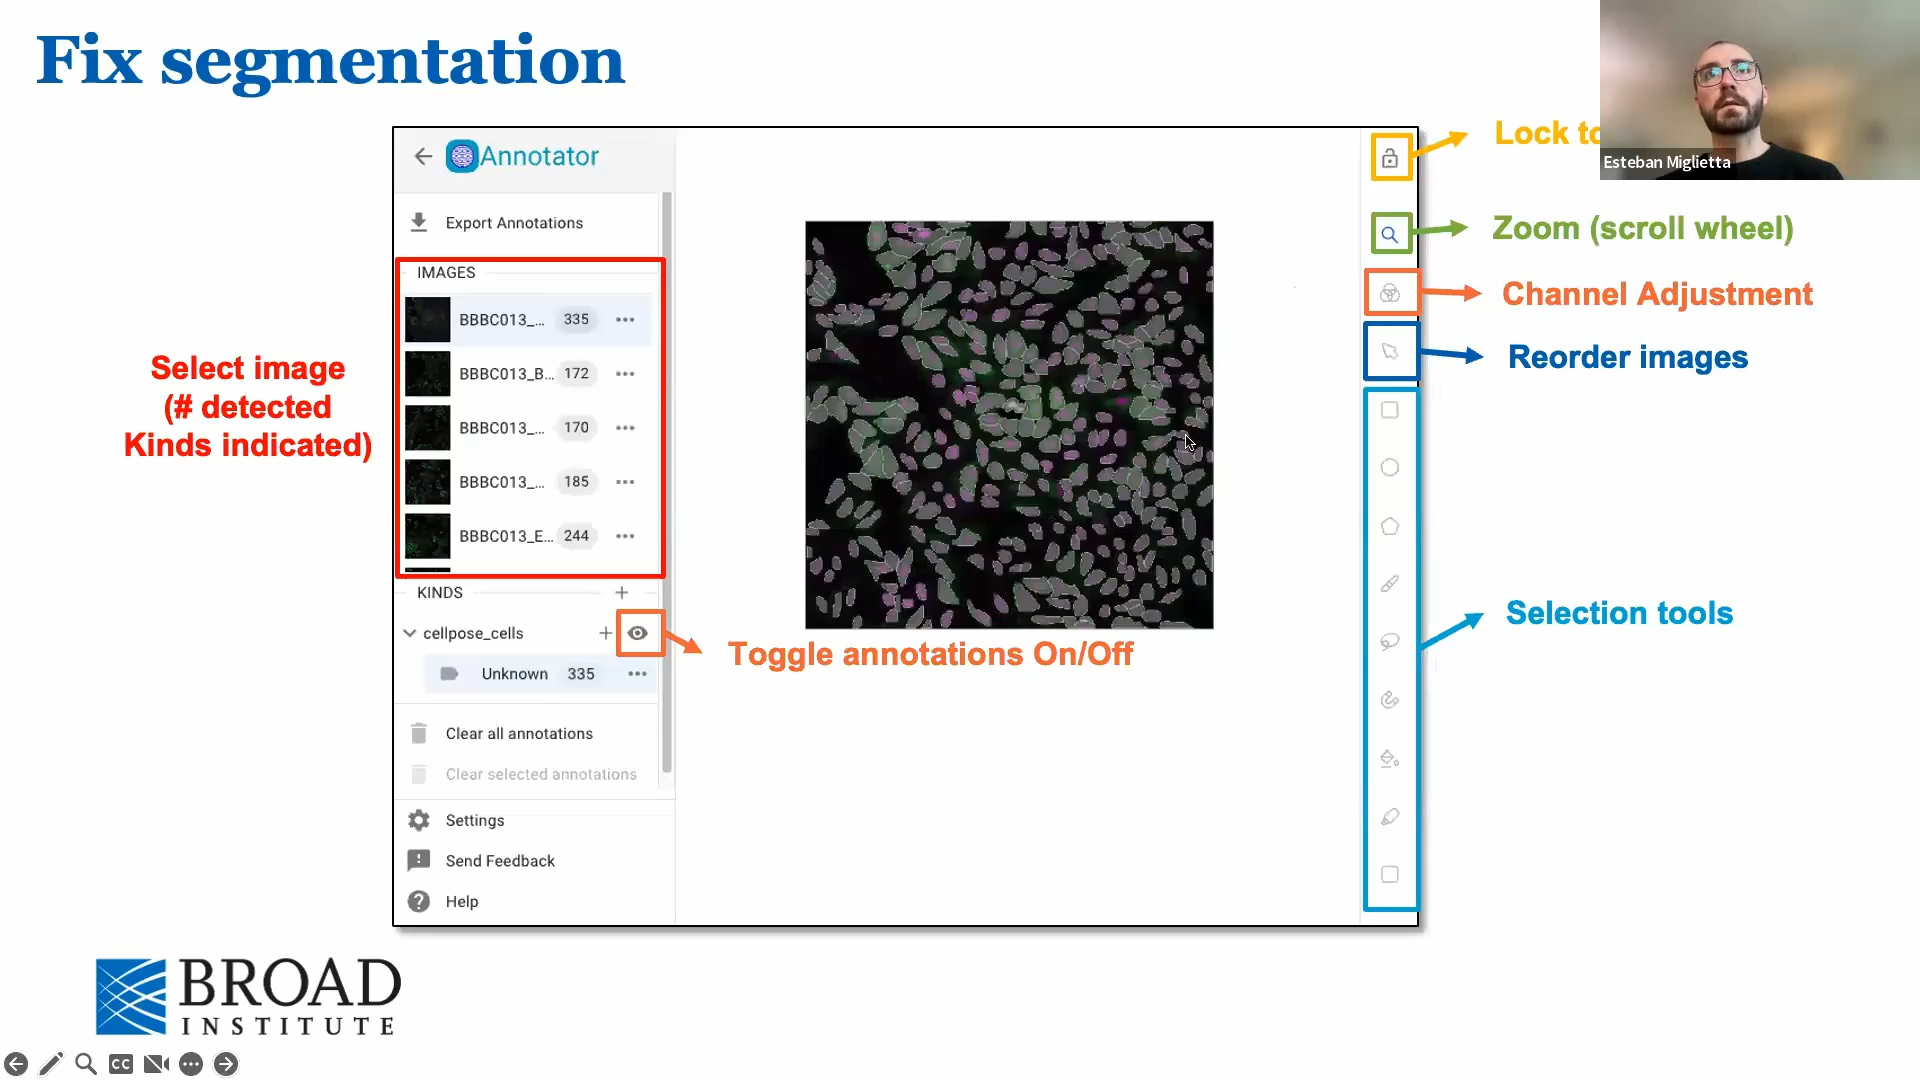 Fix segmentation
Annotator
Export Annotations
IMAGES
BBBC013_... 335
BBBC013_B... 172
BBBC013_... 170
BBBC013_... 185
BBBC013_E... 244
KINDS
cellpose_cells
Unknown 335
Clear all annotations
Clear selected annotations
Settings
Send Feedback
Help
Select image
(# detected
Kinds indicated)
Toggle annotations On/Off
Lock
Esteban Miglietta
Zoom (scroll wheel)
Channel Adjustment
Reorder images
Selection tools
BROAD
INSTITUTE
CC